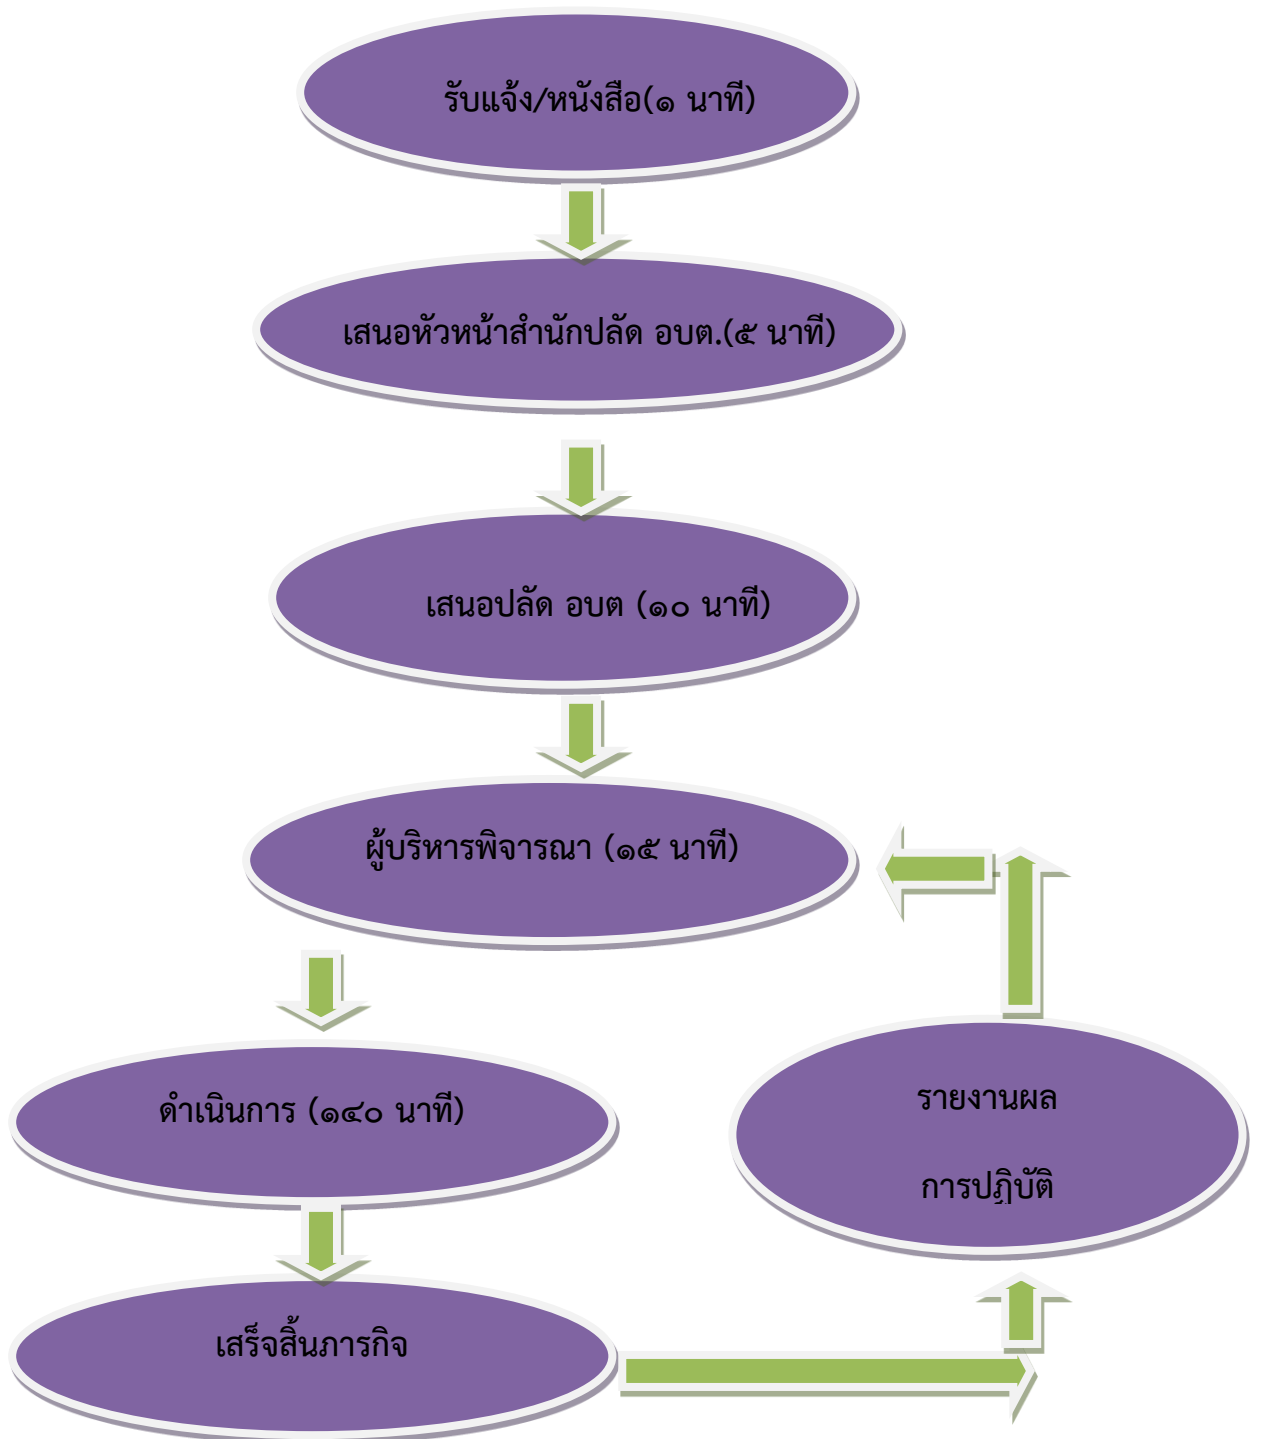 รับแจ้ง/หนังสือ(๑ นาที)
เสนอหัวหน้าสำนักปลัด อบต.(๕ นาที)
เสนอปลัด อบต (๑๐ นาที)
ผู้บริหารพิจารณา (๑๕ นาที)
ดำเนินการ (๑๔๐ นาที)
รายงานผล
การปฏิบัติ
เสร็จสิ้นภารกิจ